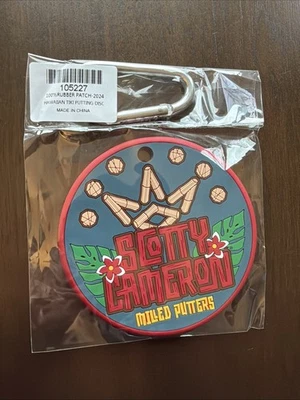 105227
100% RUBBER PATCH-2024
HAWAIIAN TIKI PUTTING DISC
MADE IN CHINA
SCOTTY
CAMERON
MILLED PUTTERS